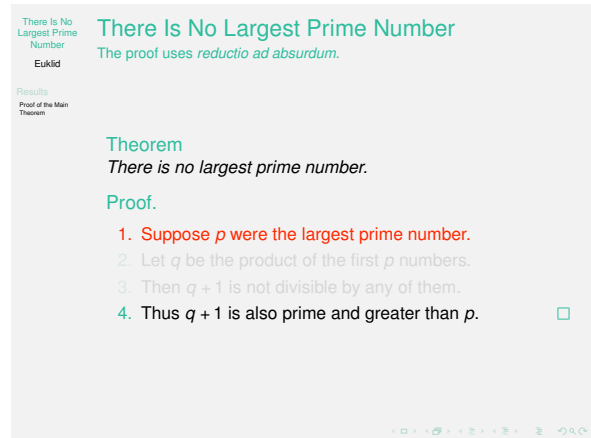 There Is No
Largest Prime
Number
Euklid
Results
Proof of the Main
Theorem
There Is No Largest Prime Number
The proof uses reductio ad absurdum.
Theorem
There is no largest prime number.
Proof.
1. Suppose p were the largest prime number.
2. Let q be the product of the first p numbers.
3. Then q + 1 is not divisible by any of them.
4. Thus q + 1 is also prime and greater than p.